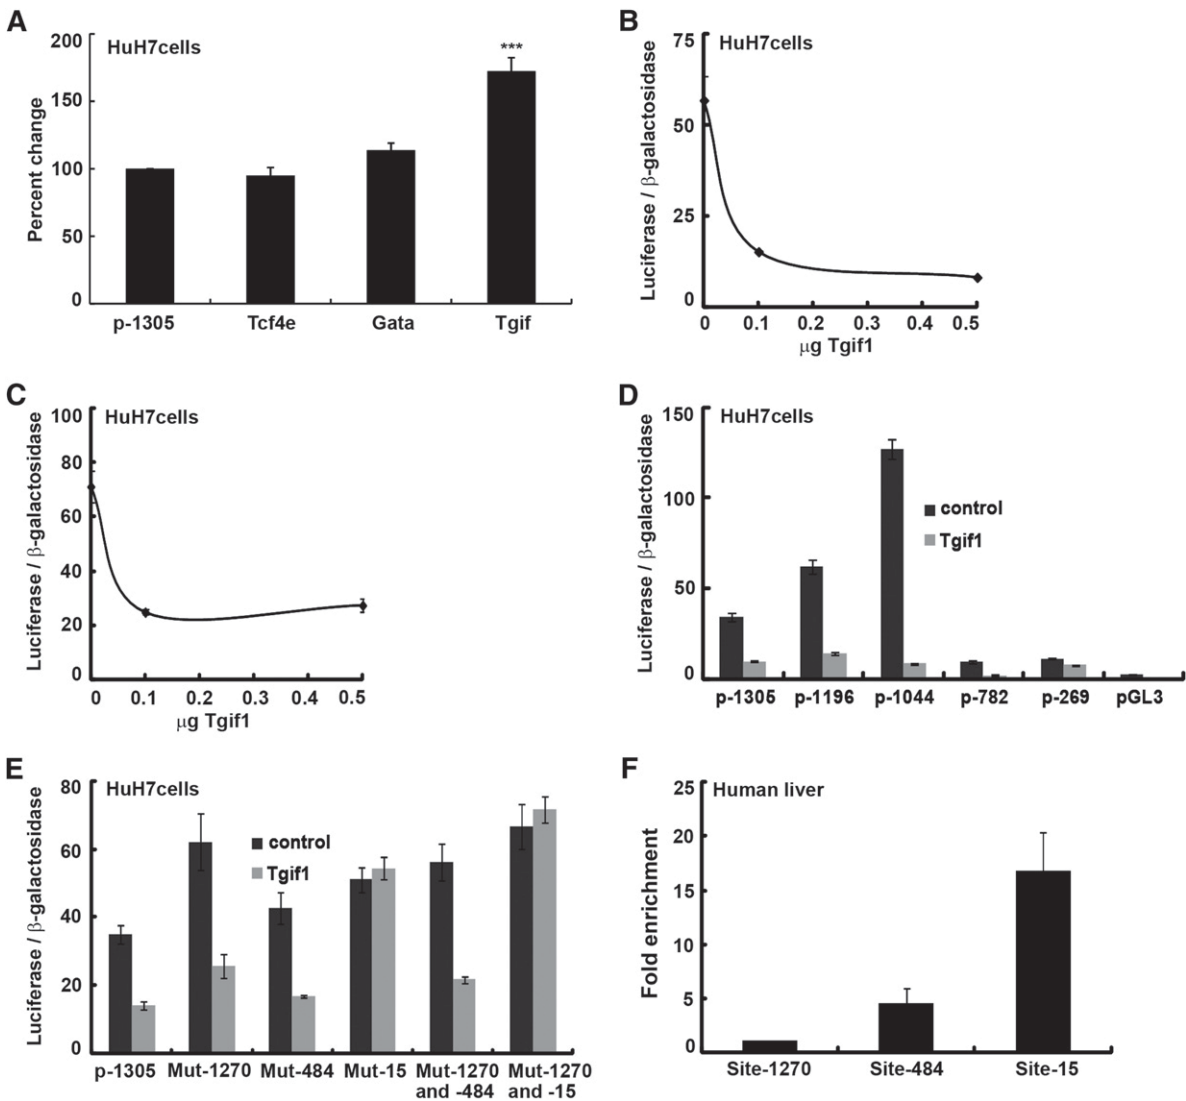 A
HuH7cells
Percent change
200
150
100
50
0
***
p-1305
Tcf4e
Gata
Tgif
B
HuH7cells
Luciferase / β-galactosidase
75
50
25
0
0
0.1
0.2
0.3
0.4
0.5
μg Tgif1
C
HuH7cells
Luciferase / β-galactosidase
100
80
60
40
20
0
0
0.1
0.2
0.3
0.4
0.5
μg Tgif1
D
HuH7cells
Luciferase / β-galactosidase
150
100
50
0
control
Tgif1
p-1306
p-1196
p-1044
p-782
p-269
pGL3
E
HuH7cells
Luciferase / β-galactosidase
80
60
40
20
0
control
Tgif1
p-1305
Mut-1270
Mut-484
Mut-15
Mut-1270
and -484
Mut-1270
and -15
F
Human liver
Fold enrichment
25
20
15
10
5
0
Site-1270
Site-484
Site-15